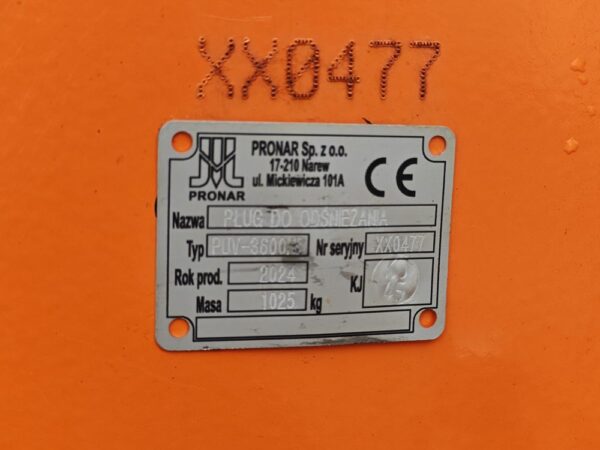 XX0477
PRONAR Sp. z o.o.
17-210 Narew
ul. Mickiewicza 101A
PRONAR
CE
Nazwa PŁUG DO ODŚNIEŻANIA
Typ Nr seryjny XX0477
Rok prod. 2024 KJ
Masa 1025 kg